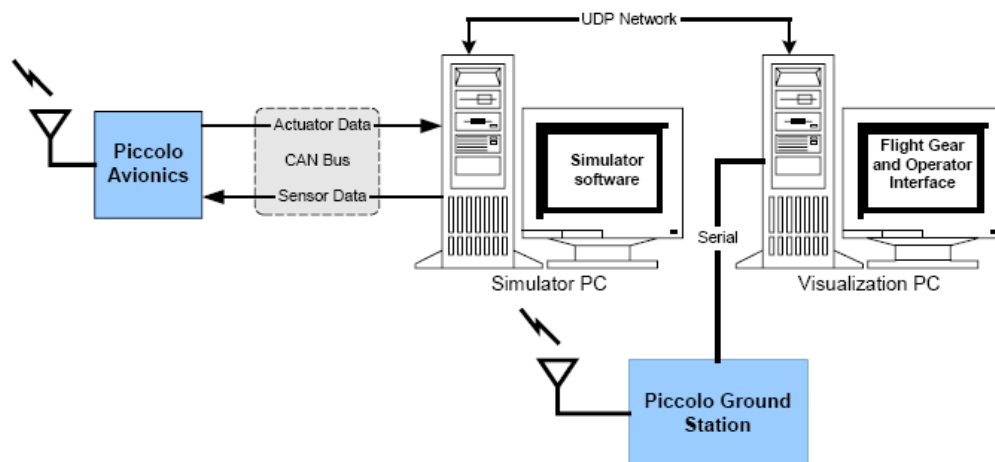 UDP Network
Piccolo
Avionics
Actuator Data
CAN Bus
Sensor Data
Simulator
software
Simulator PC
Flight Gear
and Operator
Interface
Visualization PC
Serial
Piccolo Ground
Station